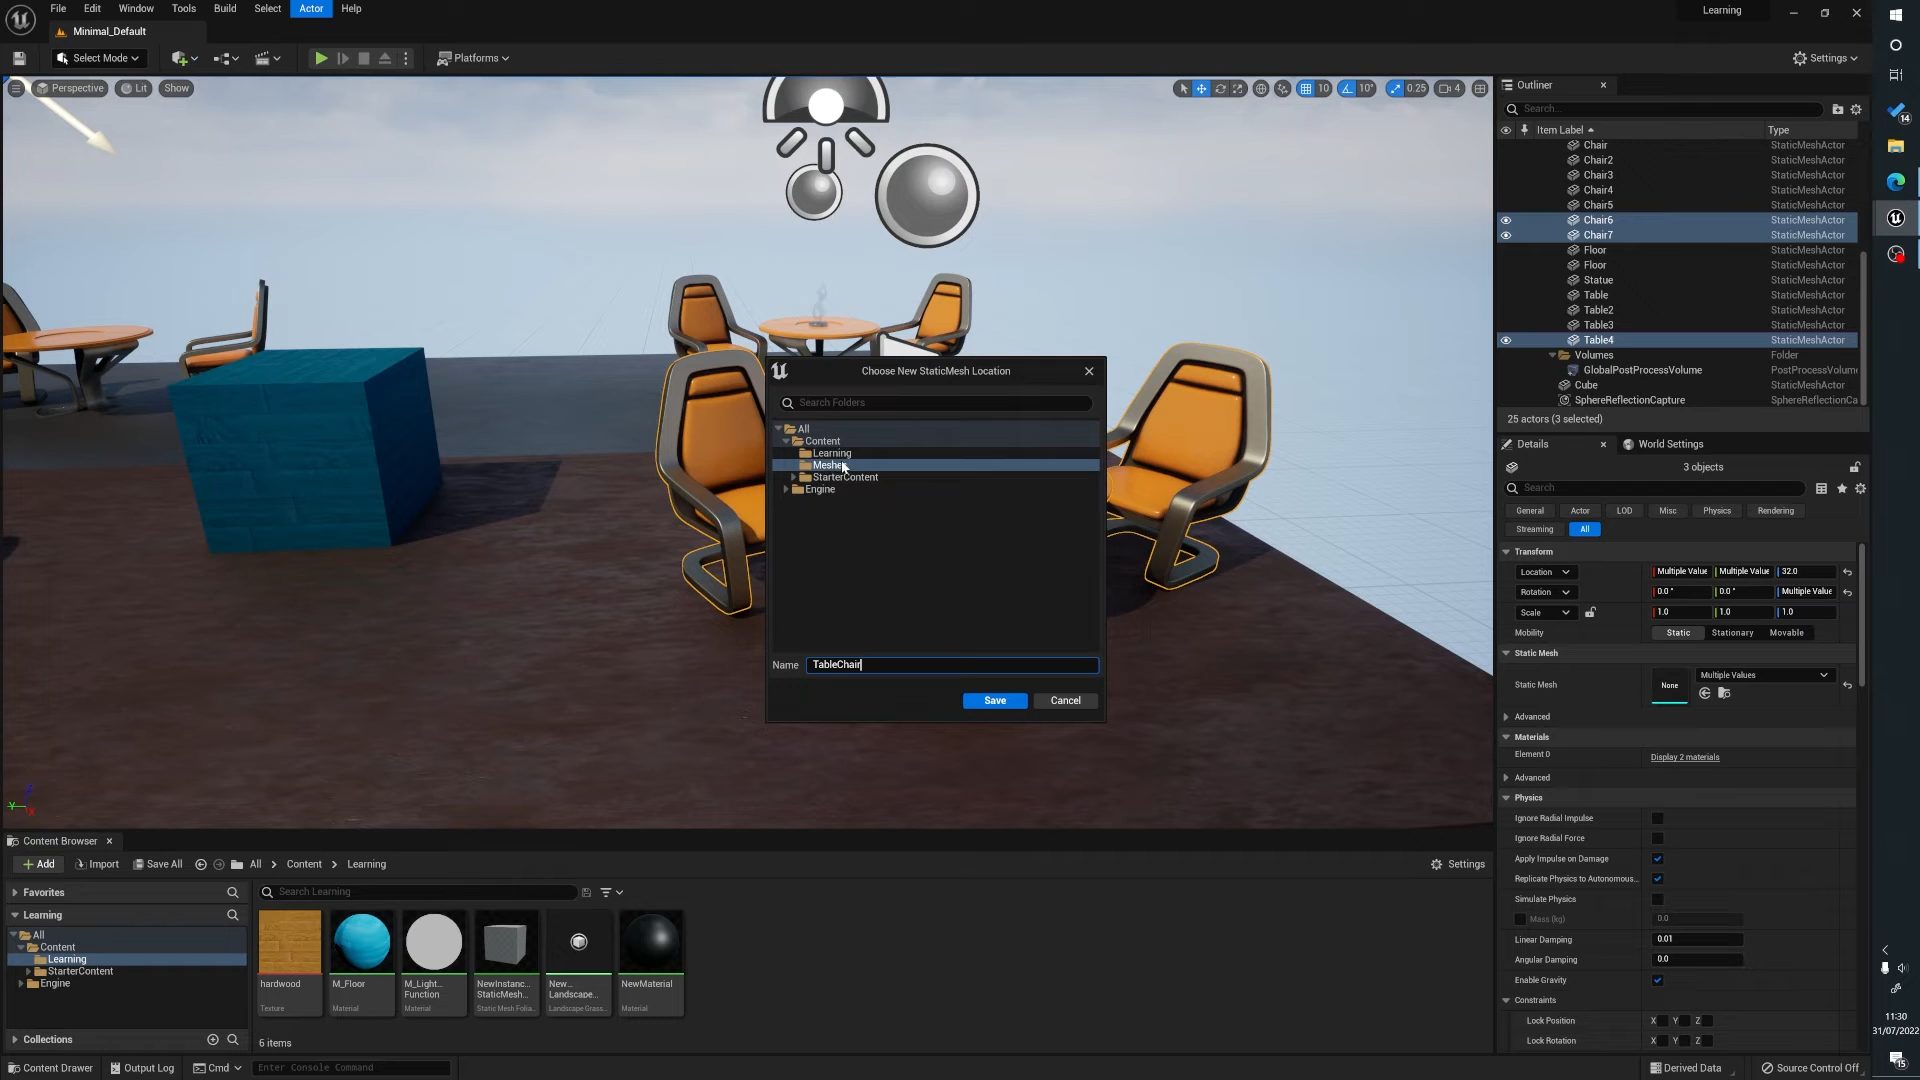 File Edit Window Tools Build Select Actor Help
Learning
Minimal_Default
Select Mode
Platforms
Settings
Perspective Lit Show
10 10° 0.25 4
Outliner
Search...
Item Label Type
Chair StaticMeshActor
Chair2 StaticMeshActor
Chair3 StaticMeshActor
Chair4 StaticMeshActor
Chair5 StaticMeshActor
Chair6 StaticMeshActor
Chair7 StaticMeshActor
Floor StaticMeshActor
Floor StaticMeshActor
Statue StaticMeshActor
Table StaticMeshActor
Table2 StaticMeshActor
Table3 StaticMeshActor
Table4 StaticMeshActor
Volumes Folder
GlobalPostProcessVolume PostProcessVolume
Cube StaticMeshActor
SphereReflectionCapture SphereReflectionCa
25 actors (3 selected)
Choose New StaticMesh Location
Search Folders
All
Content
Learning
Meshes
StarterContent
Engine
Name TableChair
Save Cancel
Details World Settings
3 objects
Search
General Actor LOD Misc Physics Rendering
Streaming All
Transform
Location Multiple Value Multiple Value 32.0
Rotation 0.0 ° 0.0 ° Multiple Value
Scale 1.0 1.0 1.0
Mobility Static Stationary Movable
Static Mesh
Static Mesh None Multiple Values
Advanced
Materials
Element 0 Display 2 materials
Advanced
Physics
Ignore Radial Impulse
Ignore Radial Force
Apply Impulse on Damage
Replicate Physics to Autonomous...
Simulate Physics
Mass (kg) 0.0
Linear Damping 0.01
Angular Damping 0.0
Enable Gravity
Constraints
Lock Position X Y Z
Lock Rotation X Y Z
Content Browser
Add Import Save All All Content Learning Settings
Favorites
Search Learning
Learning
All
Content
Learning
StarterContent
Engine
hardwood
Texture
M_Floor
Material
M_Light...
Function
Material
NewInstanc...
StaticMesh...
Static Mesh Folia
New...
Landscape...
Landscape Grass
NewMaterial
Material
Collections
6 items
Content Drawer Output Log Cmd Enter Console Command
Derived Data Source Control Off
14
11:30
31/07/2022
15